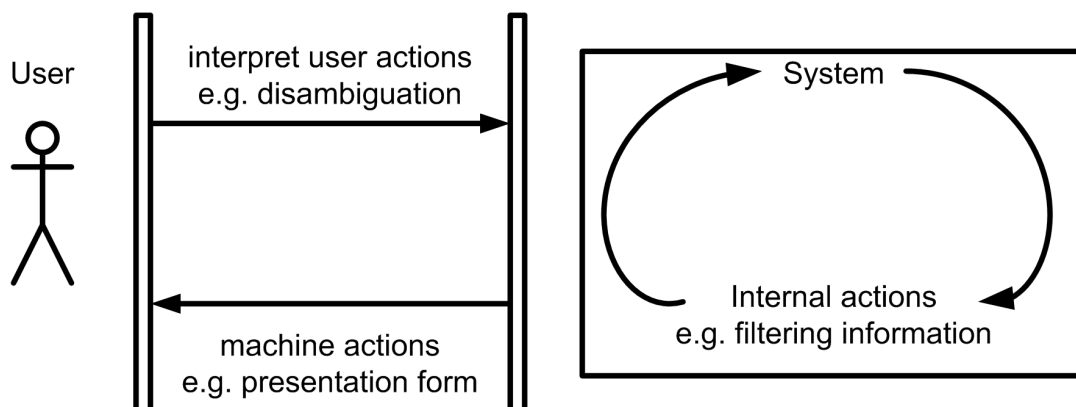 User
interpret user actions
e.g. disambiguation
machine actions
e.g. presentation form
System
Internal actions
e.g. filtering information